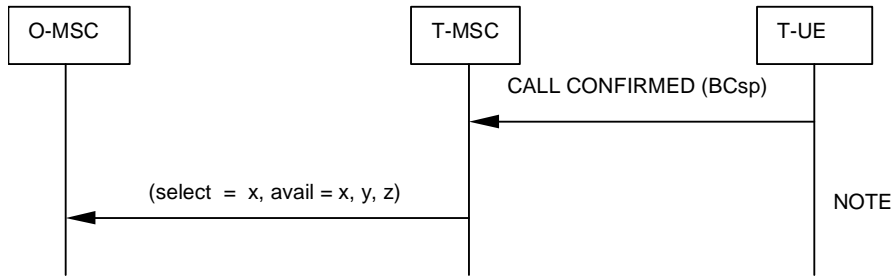 O-MSC
T-MSC
T-UE
CALL CONFIRMED (BCsp)
(select = x, avail = x, y, z)
NOTE